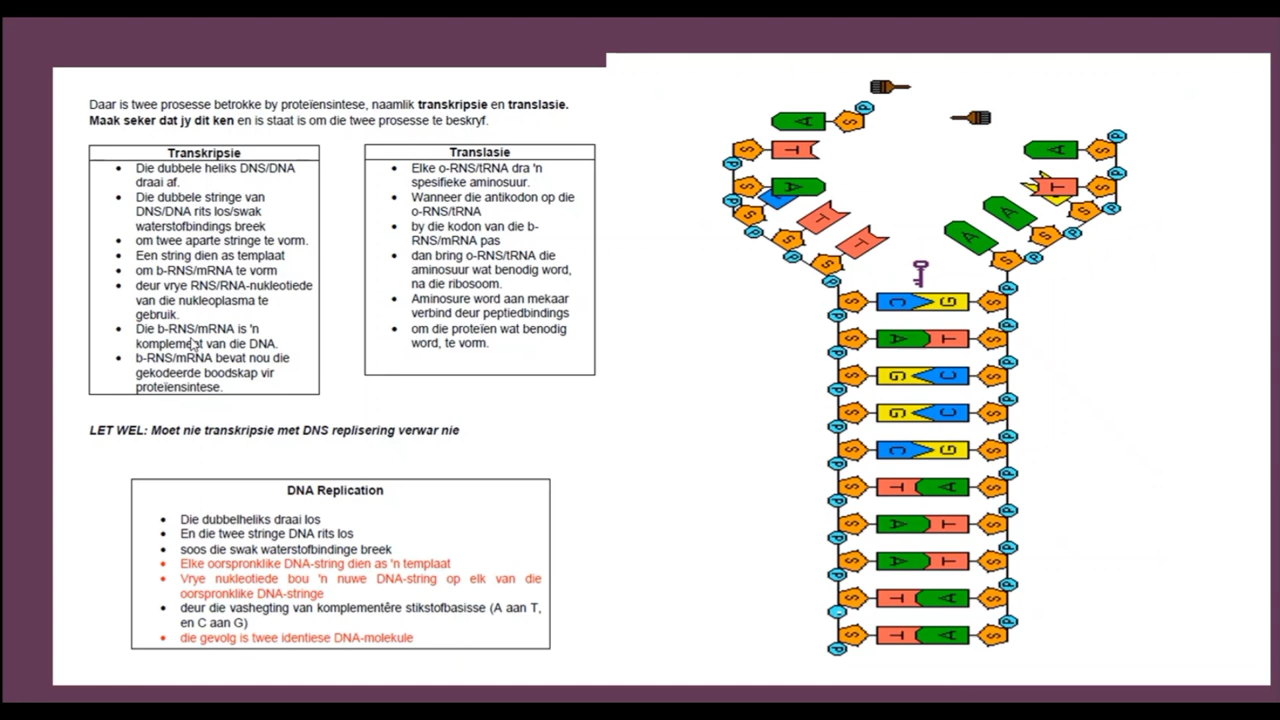 Daar is twee prosesse betrokke by proteïensintese, naamlik transkripsie en translasie.
Maak seker dat jy dit ken en is staat is om die twee prosesse te beskryf.
Transkripsie
• Die dubbele heliks DNS/DNA
draai af.
• Die dubbele stringe van
DNS/DNA rits los/swak
waterstofbindings breek
• om twee aparte stringe te vorm.
• Een string dien as templaat
• om b-RNS/mRNA te vorm
• deur vrye RNS/RNA-nukleotiede
van die nukleoplasma te
gebruik.
• Die b-RNS/mRNA is 'n
komplement van die DNA.
• b-RNS/mRNA bevat nou die
gekodeerde boodskap vir
proteïensintese.
Translasie
• Elke o-RNS/tRNA dra 'n
spesifieke aminosuur.
• Wanneer die antikodon op die
o-RNS/tRNA
• by die kodon van die b-
RNS/mRNA pas
• dan bring o-RNS/tRNA die
aminosuur wat benodig word,
na die ribosoom.
• Aminosure word aan mekaar
verbind deur peptiedbindings
• om die proteïen wat benodig
word, te vorm.
LET WEL: Moet nie transkripsie met DNS replisering verwar nie
DNA Replication
• Die dubbelheliks draai los
• En die twee stringe DNA rits los
• soos die swak waterstofbindinge breek
• Elke oorspronklike DNA-string dien as 'n templaat
• Vrye nukleotiede bou 'n nuwe DNA-string op elk van die
oorspronklike DNA-stringe
• deur die vashegting van komplementêre stikstofbasisse (A aan T,
en C aan G)
• die gevolg is twee identiese DNA-molekule
A S P
S T
P
S A
P
S T
P
S T
P
S
P
A S P
T S P
S P
A S P
A S P
P
S C G S
P P
S A T S
P P
S G C S
P P
S G C S
P P
S C G S
P P
S T A S
P P
S A T S
P P
S A T S
P P
S T A S
P
S T A S
P